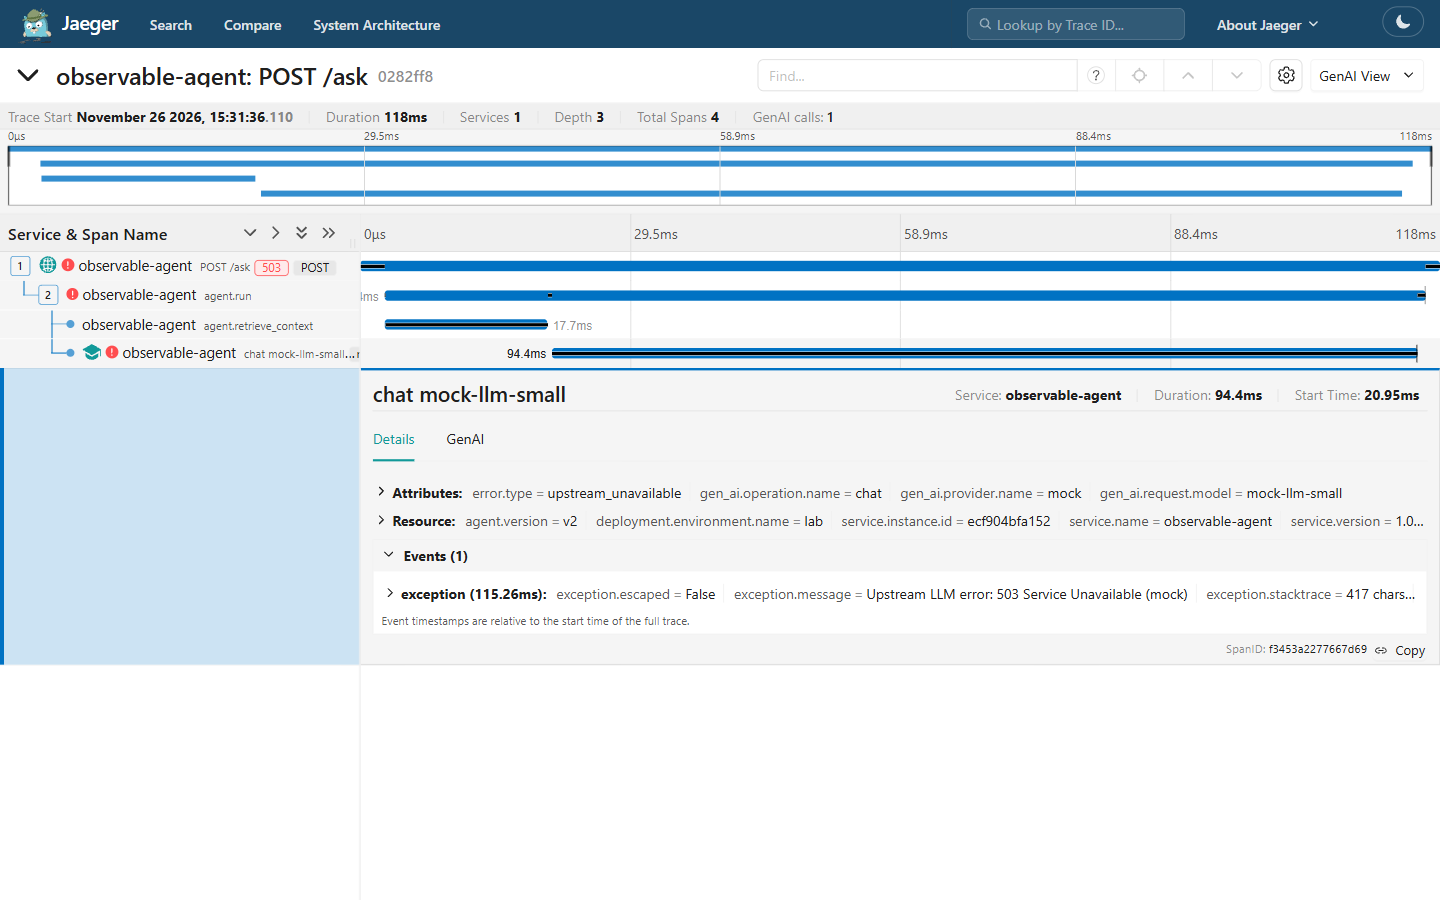 Jaeger Search Compare System Architecture Lookup by Trace ID... About Jaeger
observable-agent: POST /ask 0282ff8 Find... ? GenAI View
Trace Start November 26 2026, 15:31:36.110 Duration 118ms Services 1 Depth 3 Total Spans 4 GenAI calls: 1
0μs 29.5ms 58.9ms 88.4ms 118ms
Service & Span Name 0μs 29.5ms 58.9ms 88.4ms 118ms
1 observable-agent POST /ask 503 POST
2 observable-agent agent.run
observable-agent agent.retrieve_context 17.7ms
observable-agent chat mock-llm-small... 94.4ms
chat mock-llm-small Service: observable-agent Duration: 94.4ms Start Time: 20.95ms
Details GenAI
Attributes: error.type = upstream_unavailable gen_ai.operation.name = chat gen_ai.provider.name = mock gen_ai.request.model = mock-llm-small
Resource: agent.version = v2 deployment.environment.name = lab service.instance.id = ecf904bfa152 service.name = observable-agent service.version = 1.0...
Events (1)
exception (115.26ms): exception.escaped = False exception.message = Upstream LLM error: 503 Service Unavailable (mock) exception.stacktrace = 417 chars...
Event timestamps are relative to the start time of the full trace.
SpanID: f3453a2277667d69 Copy